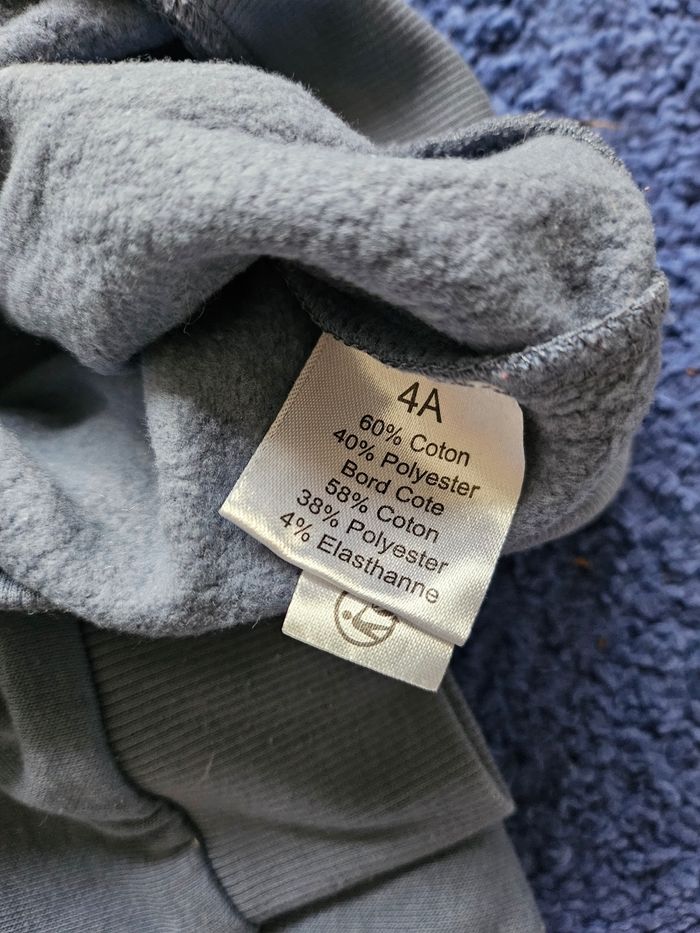 4A
60% Coton
40% Polyester
Bord Cote
58% Coton
38% Polyester
4% Elasthanne